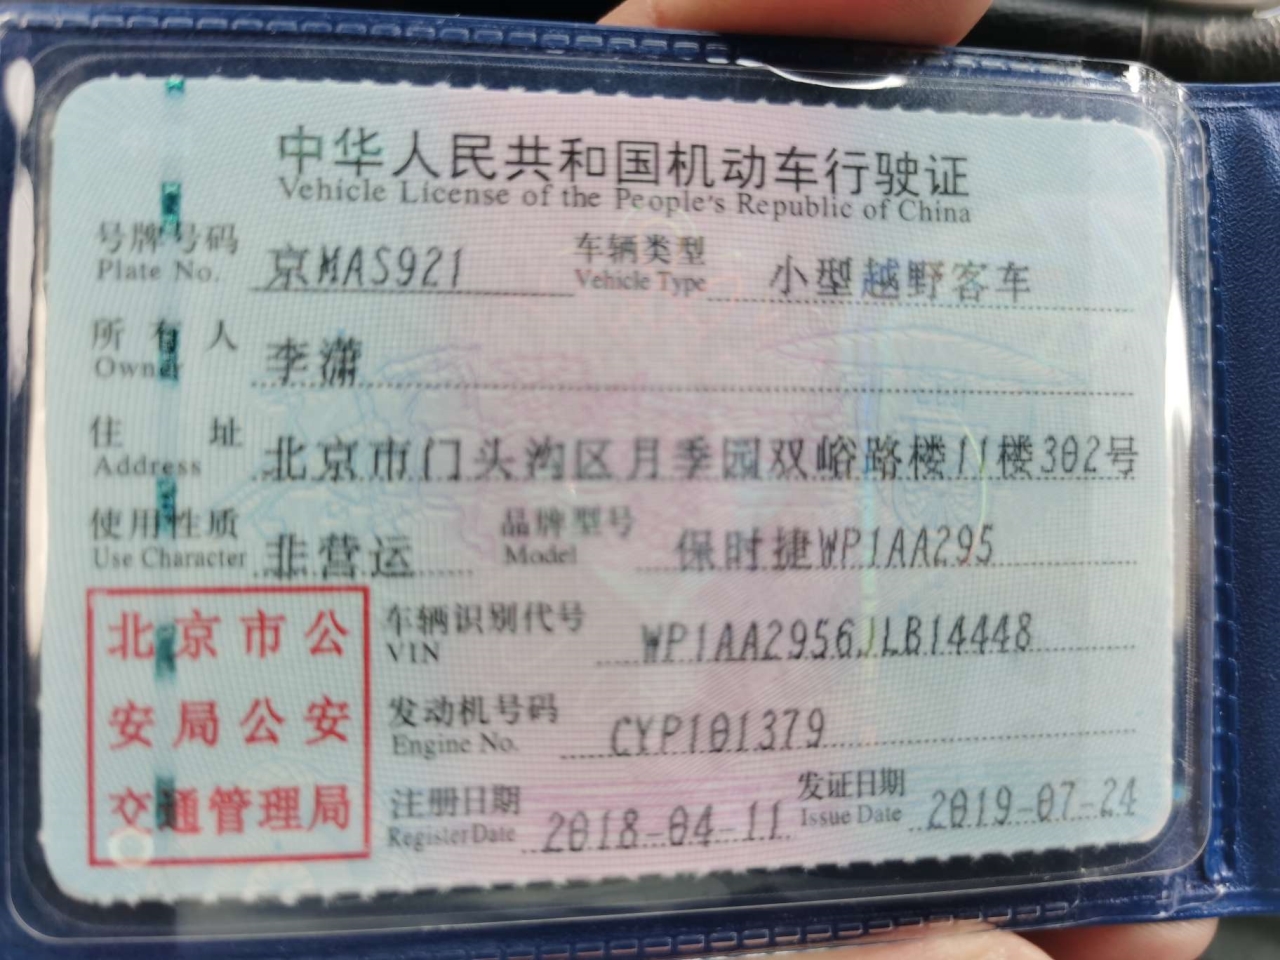 中华人民共和国机动车行驶证
Vehicle License of the People's Republic of China
号牌号码 京MAS921 车辆类型 小型越野客车
Plate No. Vehicle Type
所有人 李潇
Owner
住址 北京市门头沟区月季园双峪路楼11楼302号
Address
使用性质 非营运 品牌型号 保时捷WP1AA295
Use Character Model
北京市公
安局公安
交通管理局
车辆识别代号 WP1AA2956JLB14448
VIN
发动机号码 CYP101379
Engine No.
注册日期 2018-04-11 发证日期 2019-07-24
Register Date Issue Date